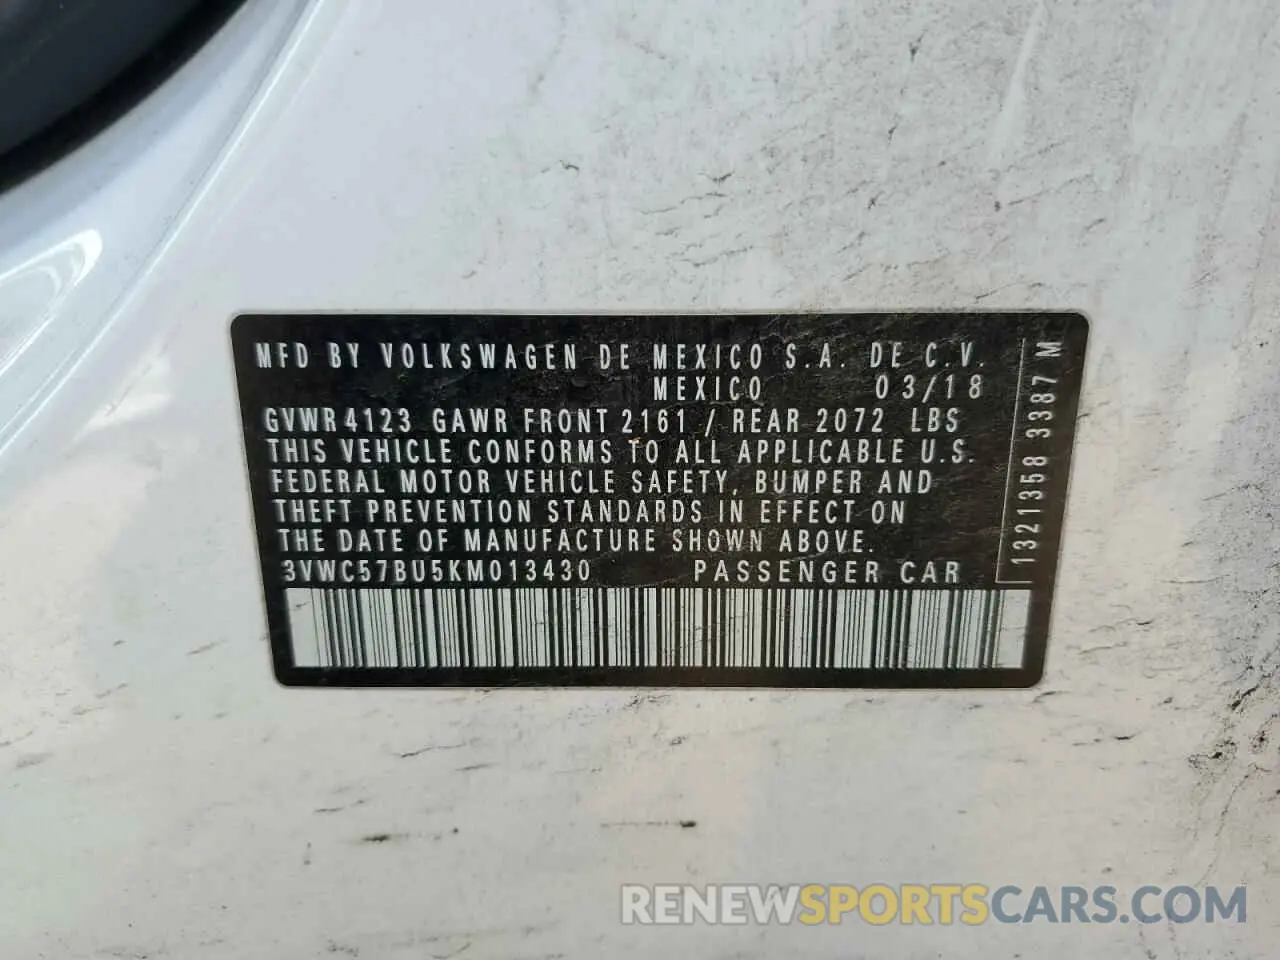 MFD BY VOLKSWAGEN DE MEXICO S.A. DE C.V.
MEXICO 03/18
GVWR 4123 GAWR FRONT 2161 / REAR 2072 LBS
THIS VEHICLE CONFORMS TO ALL APPLICABLE U.S.
FEDERAL MOTOR VEHICLE SAFETY, BUMPER AND
THEFT PREVENTION STANDARDS IN EFFECT ON
THE DATE OF MANUFACTURE SHOWN ABOVE.
3VWC57BU5KM013430 PASSENGER CAR
1321358 3387 M
RENEWSPORTSCARS.COM